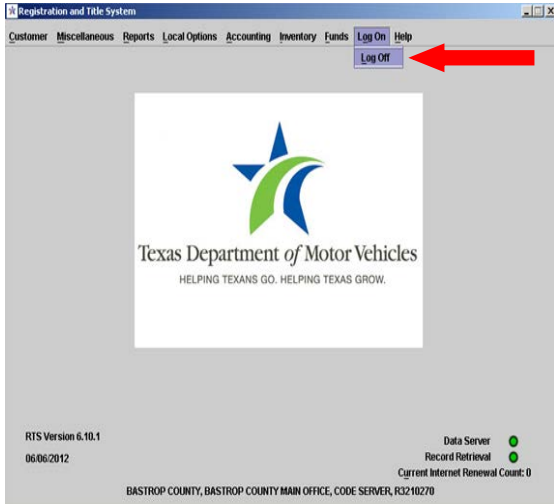 Registration and Title System
Customer Miscellaneous Reports Local Options Accounting Inventory Funds Log On Help
Log Off
Texas Department of Motor Vehicles
HELPING TEXANS GO. HELPING TEXAS GROW.
RTS Version 6.10.1
Data Server
06/06/2012
Record Retrieval
Current Internet Renewal Count: 0
BASTROP COUNTY, BASTROP COUNTY MAIN OFFICE, CODE SERVER, R3210270